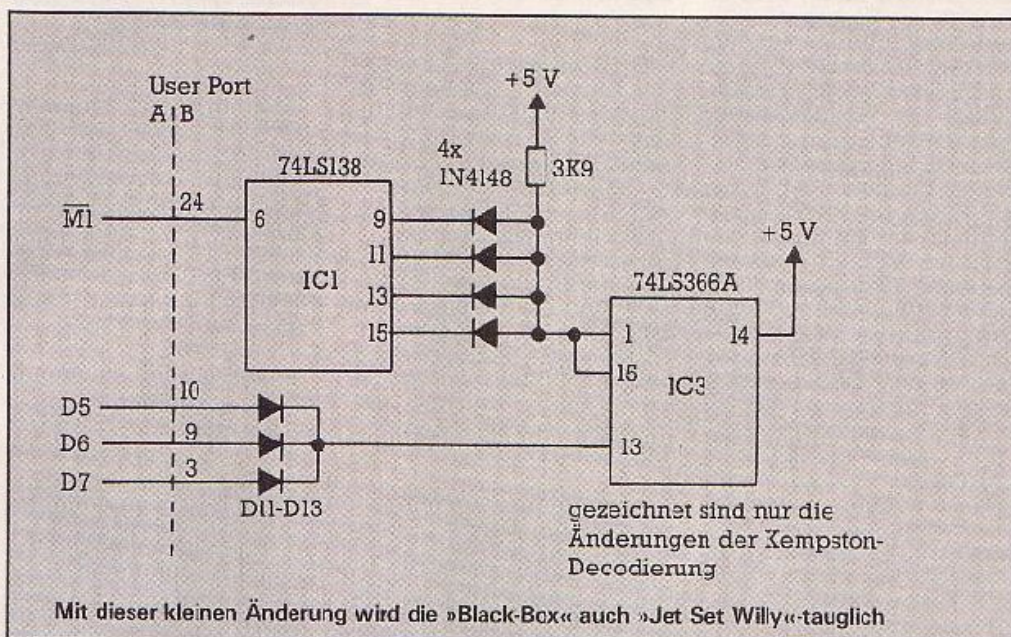 User Port
A B
+5 V
4x
1N4148
3K9
74LS138
M1
24
6
9
11
13
15
IC1
+5 V
74LS366A
1
14
15
IC3
13
D5
10
D6
9
D7
3
D11-D13
gezeichnet sind nur die
Änderungen der Kempston-
Decodierung
Mit dieser kleinen Änderung wird die »Black-Box« auch »Jet Set Willy«-tauglich